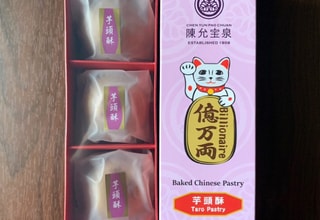 CHEN YUN PAO CHUAN
陳允宝泉
ESTABLISHED 1908
Billionaire
億万両
Baked Chinese Pastry
芋頭酥
Taro Pastry
芋頭酥
芋頭酥
芋頭酥